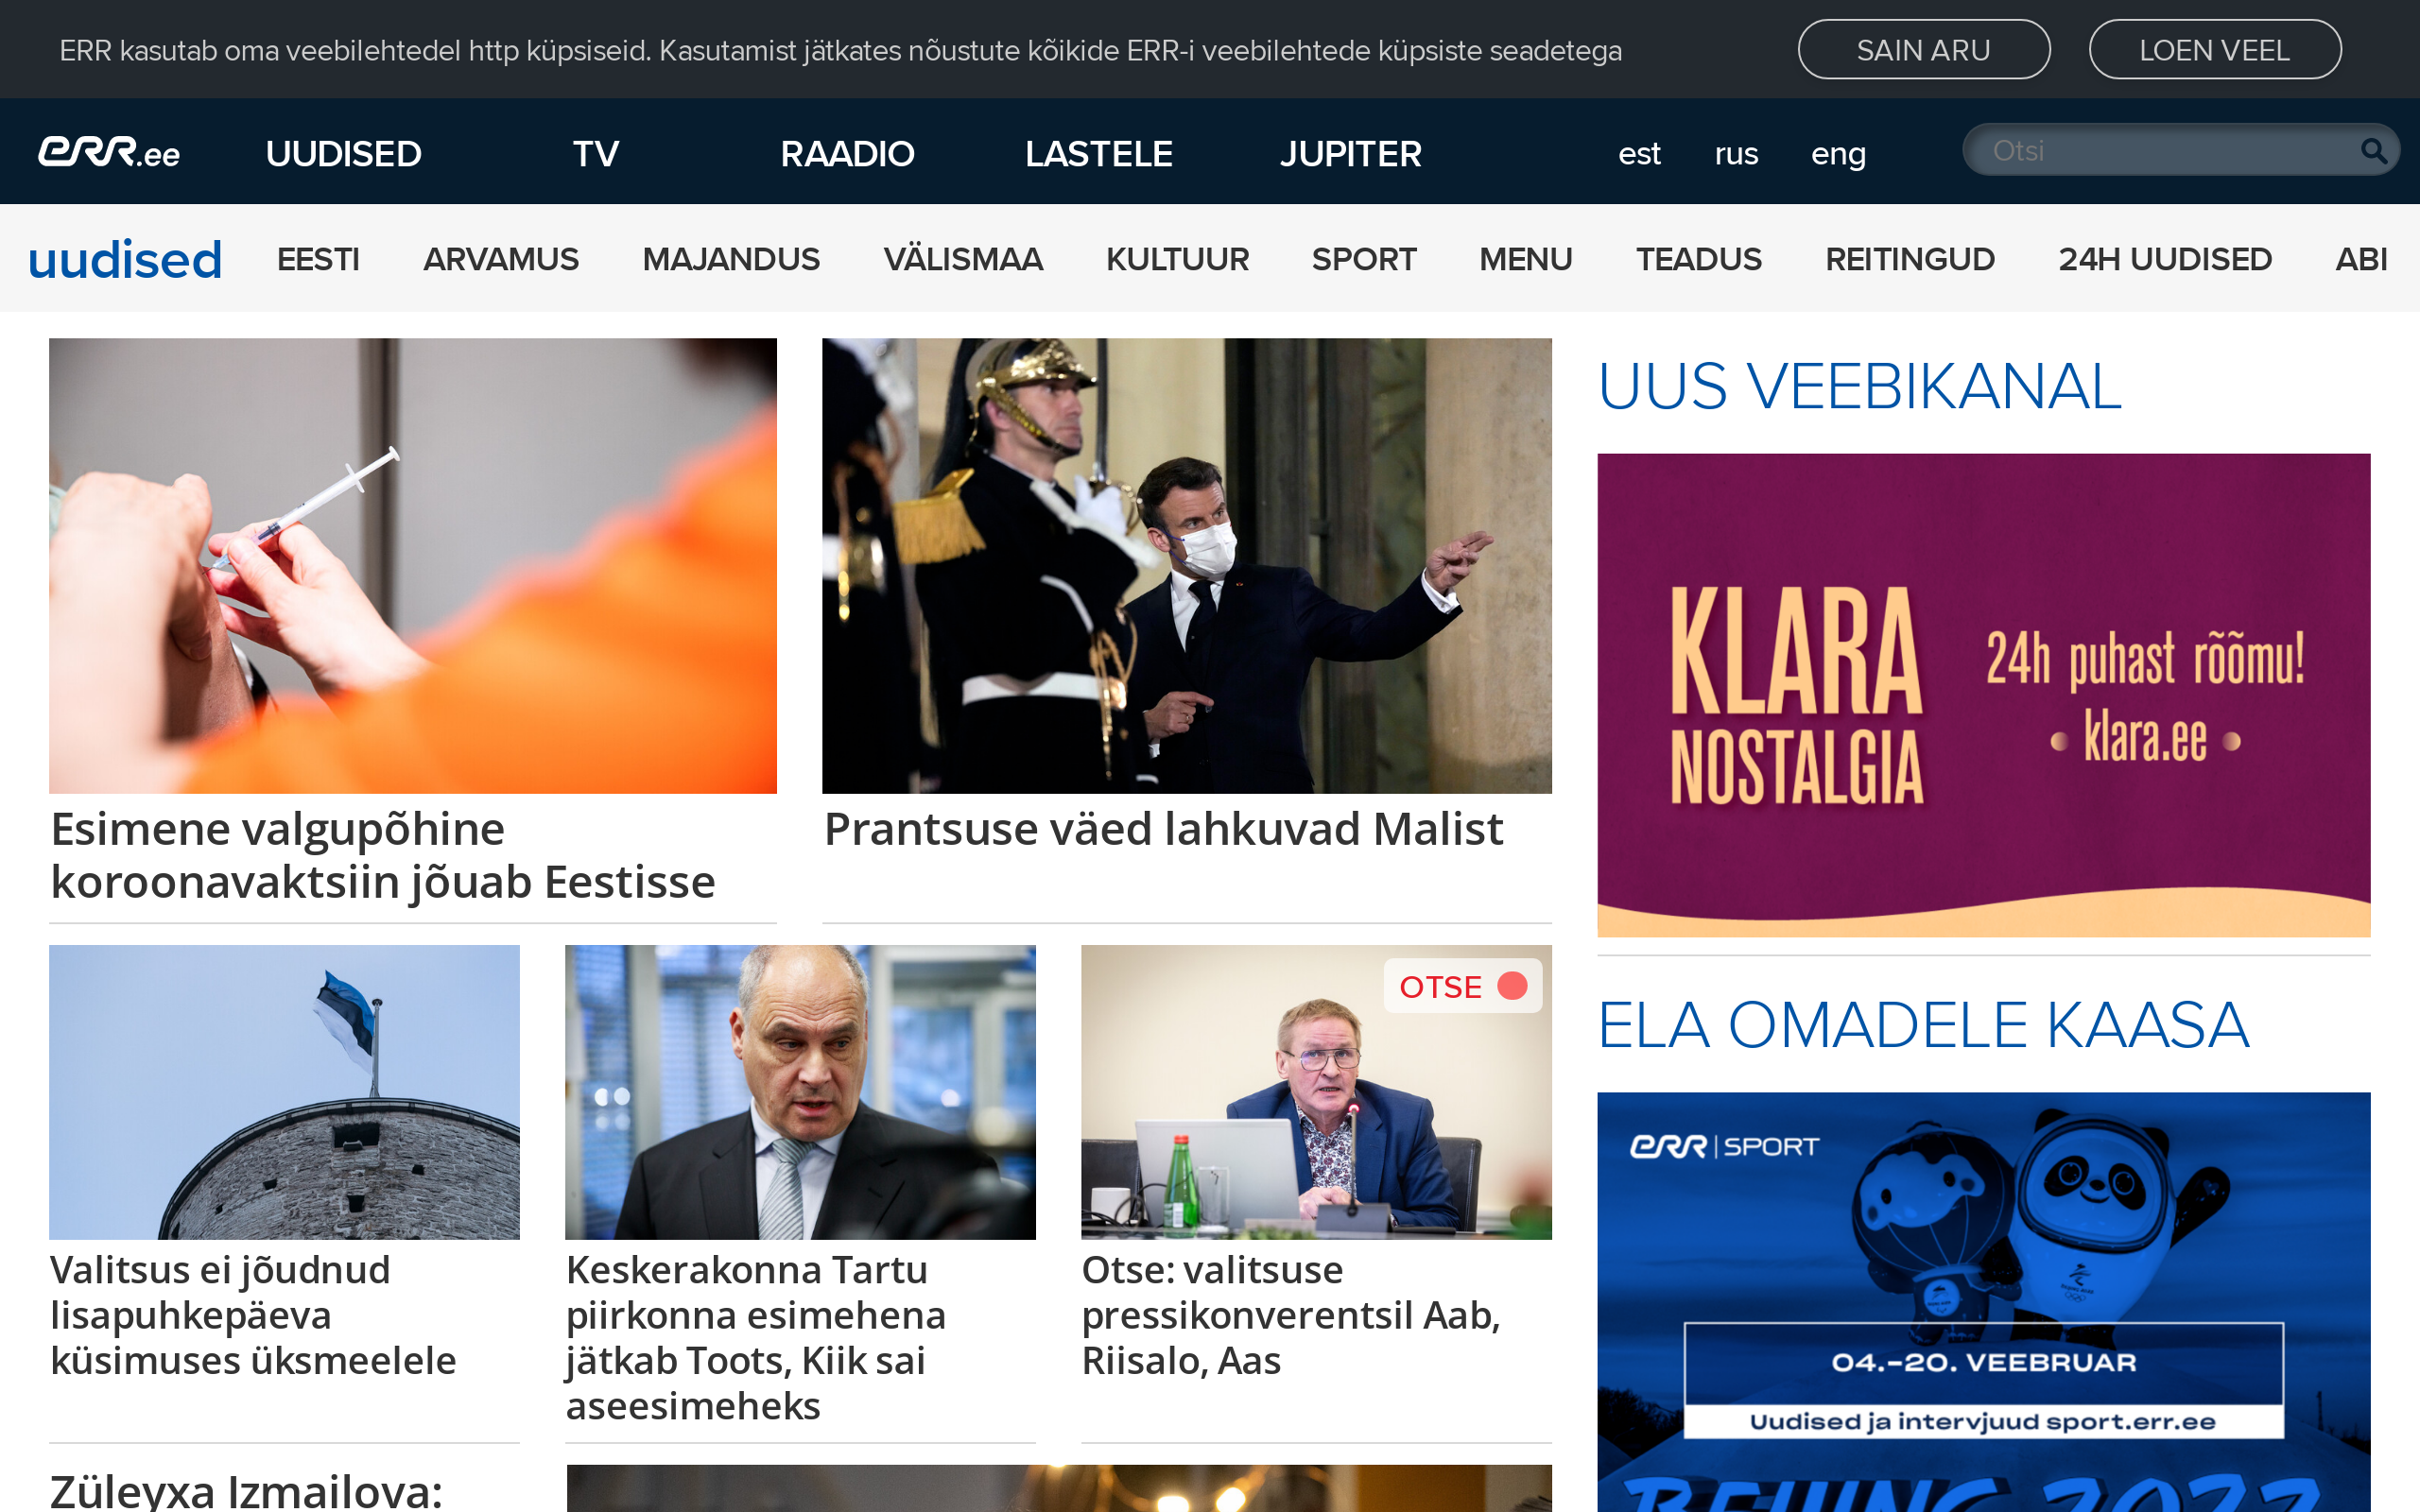 ERR kasutab oma veebilehtedel http küpsiseid. Kasutamist jätkates nõustute kõikide ERR-i veebilehtede küpsiste seadetega
SAIN ARU
LOEN VEEL
err.ee
UUDISED
TV
RAADIO
LASTELE
JUPITER
est
rus
eng
Otsi
uudised
EESTI
ARVAMUS
MAJANDUS
VÄLISMAA
KULTUUR
SPORT
MENU
TEADUS
REITINGUD
24H UUDISED
ABI
Esimene valgupõhine
koroonavaktsiin jõuab Eestisse
Prantsuse väed lahkuvad Malist
UUS VEEBIKANAL
KLARA
NOSTALGIA
24h puhast rõõmu!
• klara.ee •
OTSE
Valitsus ei jõudnud
lisapuhkepäeva
küsimuses üksmeelele
Keskerakonna Tartu
piirkonna esimehena
jätkab Toots, Kiik sai
aseesimeheks
Otse: valitsuse
pressikonverentsil Aab,
Riisalo, Aas
ELA OMADELE KAASA
err | SPORT
04.-20. VEEBRUAR
Uudised ja intervjuud sport.err.ee
BEIJING 2022
Züleyxa Izmailova: